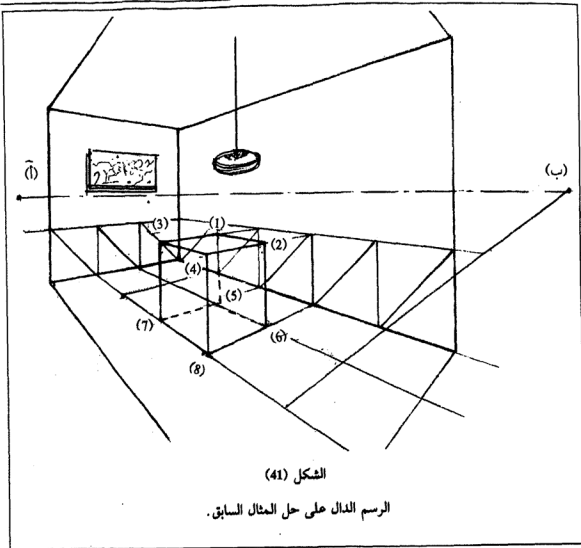 (أ)
(ب)
(3)
(1)
(2)
(4)
(5)
(7)
(6)
(8)
الشكل (41)
الرسم الدال على حل المثال السابق.